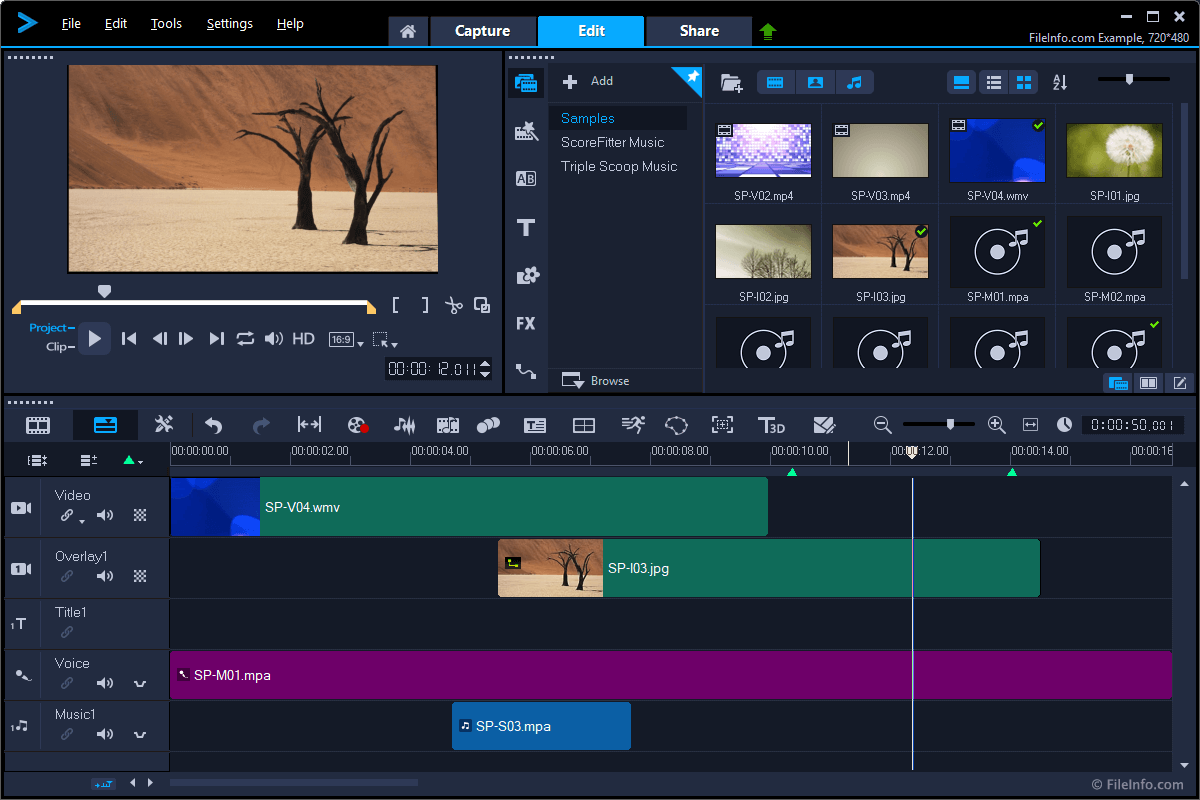 File Edit Tools Settings Help
Capture Edit Share
FileInfo.com Example, 720*480
Add
Samples
ScoreFitter Music
Triple Scoop Music
Browse
AB
T
FX
A
Z
SP-V02.mp4 SP-V03.mp4 SP-V04.wmv SP-I01.jpg
SP-I02.jpg SP-I03.jpg SP-M01.mpa SP-M02.mpa
Project
Clip
HD 16:9
00:00:12.011
T3D
0:00:50.001
00:00:00.00 00:00:02.00 00:00:04.00 00:00:06.00 00:00:08.00 00:00:10.00 00:00:12.00 00:00:14.00 00:00:16
Video
SP-V04.wmv
Overlay1
1
SP-I03.jpg
Title1
1T
Voice
SP-M01.mpa
Music1
1
SP-S03.mpa
© FileInfo.com